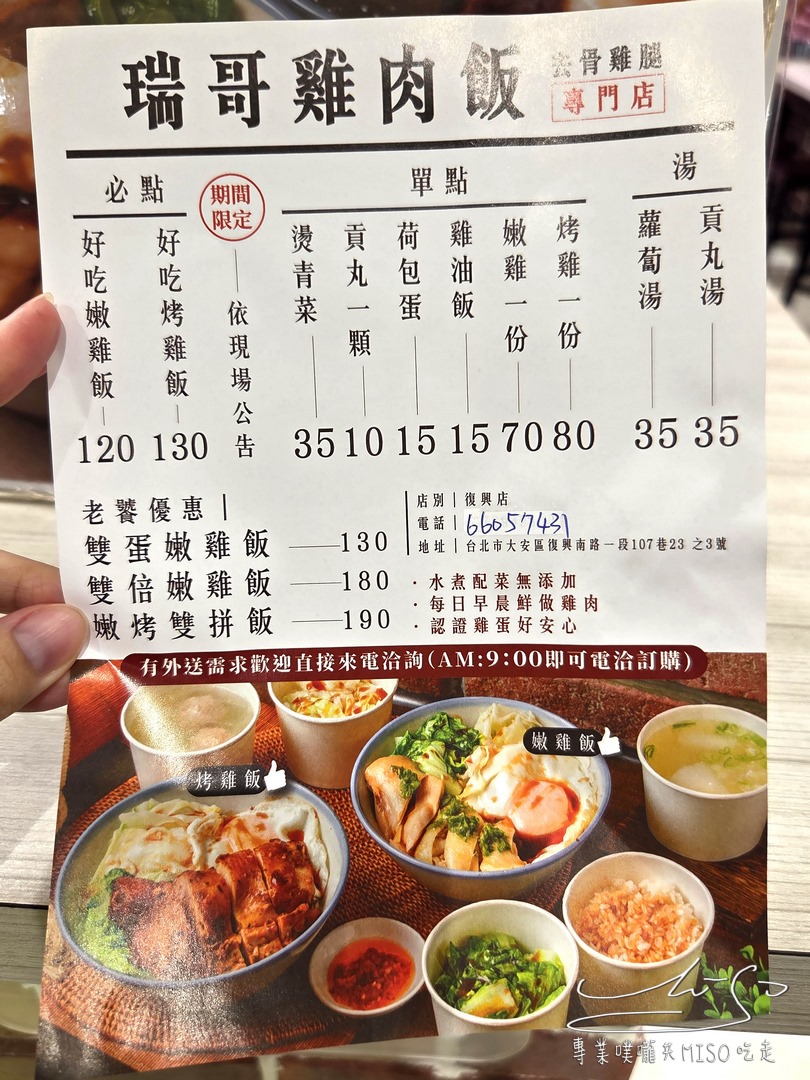 瑞哥雞肉飯
去骨雞腿
專門店
必點
好吃嫩雞飯 120
好吃烤雞飯 130
期間
限定
依現場公告
單點
燙青菜 35
貢丸一顆 10
荷包蛋 15
雞油飯 15
嫩雞一份 70
烤雞一份 80
湯
蘿蔔湯 35
貢丸湯 35
老饕優惠
雙蛋嫩雞飯 130
雙倍嫩雞飯 180
嫩烤雙拼飯 190
店別 | 復興店
電話 | 66057431
地址 | 台北市大安區復興南路一段107巷23 之3號
· 水煮配菜無添加
· 每日早晨鮮做雞肉
· 認證雞蛋好安心
有外送需求歡迎直接來電洽詢(AM:9:00即可電洽訂購)
嫩雞飯
烤雞飯
專業噗嚨共MISO吃走